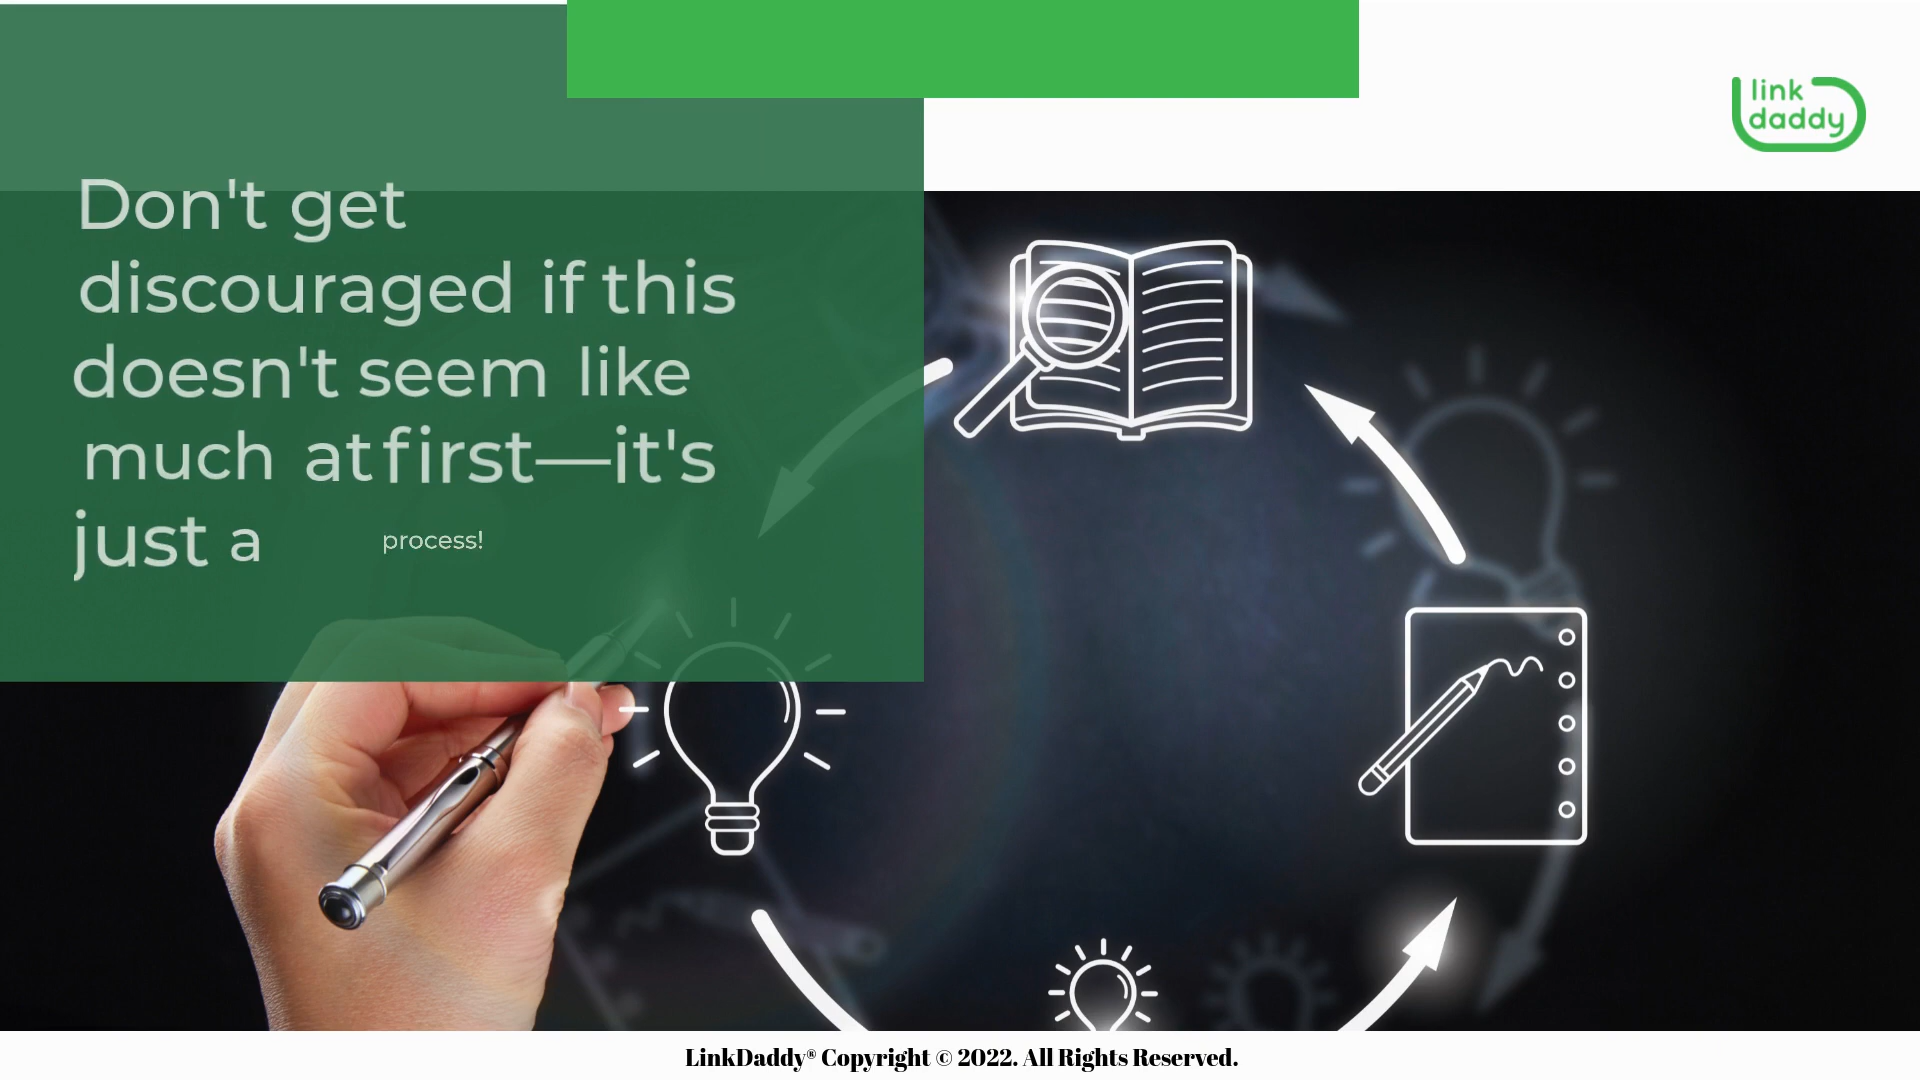 link
daddy
Don't get
discouraged if this
doesn't seem like
much at first—it's
just a process!
LinkDaddy® Copyright © 2022. All Rights Reserved.